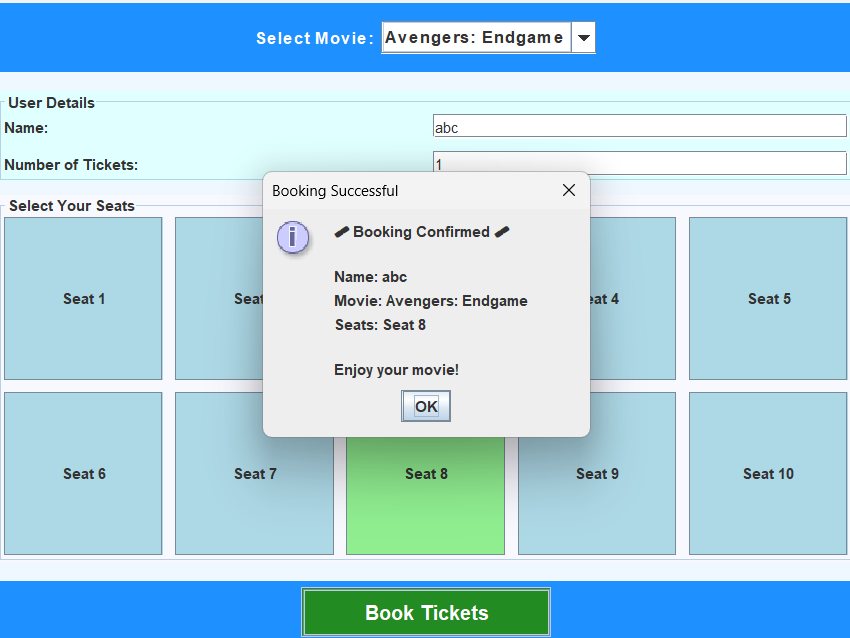 Select Movie: Avengers: Endgame
User Details
Name: abc
Number of Tickets: 1
Select Your Seats
Booking Successful
Booking Confirmed
Name: abc
Movie: Avengers: Endgame
Seats: Seat 8
Enjoy your movie!
OK
Seat 1 Seat eat 4 Seat 5
Seat 6 Seat 7 Seat 8 Seat 9 Seat 10
Book Tickets